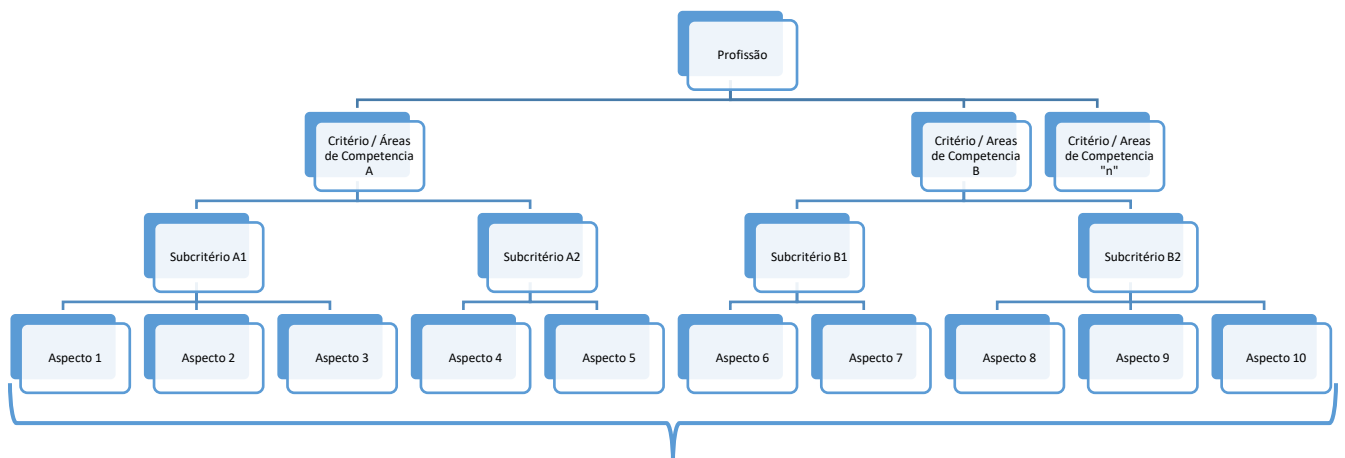 Profissão
Critério / Áreas
de Competencia
A
Critério / Areas
de Competencia
B
Critério / Areas
de Competencia
"n"
Subcritério A1
Subcritério A2
Subcritério B1
Subcritério B2
Aspecto 1
Aspecto 2
Aspecto 3
Aspecto 4
Aspecto 5
Aspecto 6
Aspecto 7
Aspecto 8
Aspecto 9
Aspecto 10